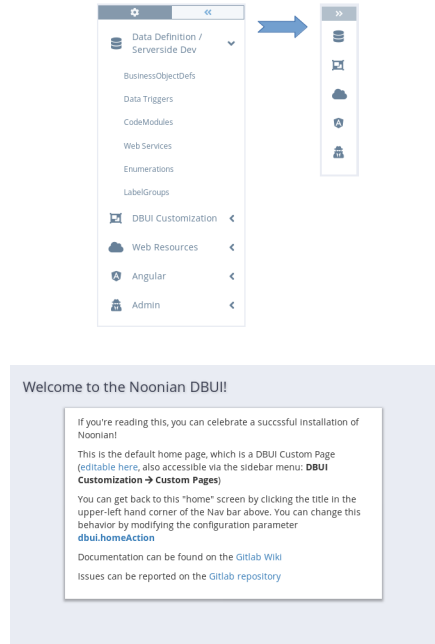 Data Definition /
Serverside Dev
BusinessObjectDefs
Data Triggers
CodeModules
Web Services
Enumerations
LabelGroups
DBUI Customization
Web Resources
Angular
Admin
Welcome to the Noonian DBUI!
If you're reading this, you can celebrate a succssful installation of
Noonian!
This is the default home page, which is a DBUI Custom Page
(editable here, also accessible via the sidebar menu: DBUI
Customization → Custom Pages)
You can get back to this "home" screen by clicking the title in the
upper-left hand corner of the Nav bar above. You can change this
behavior by modifying the configuration parameter
dbui.homeAction
Documentation can be found on the Gitlab Wiki
Issues can be reported on the Gitlab repository